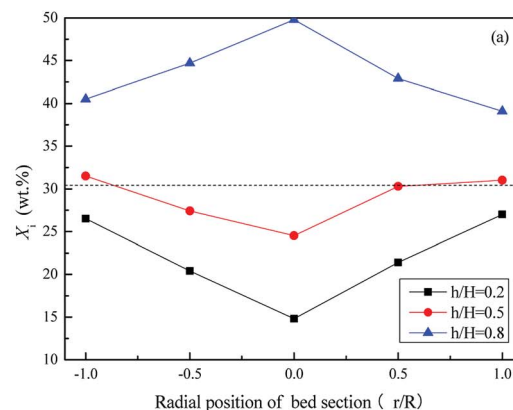 (a)
50
45
40
35
30
25
20
15
10
X_i (wt.%)
h/H=0.2
h/H=0.5
h/H=0.8
-1.0 -0.5 0.0 0.5 1.0
Radial position of bed section ( r/R)